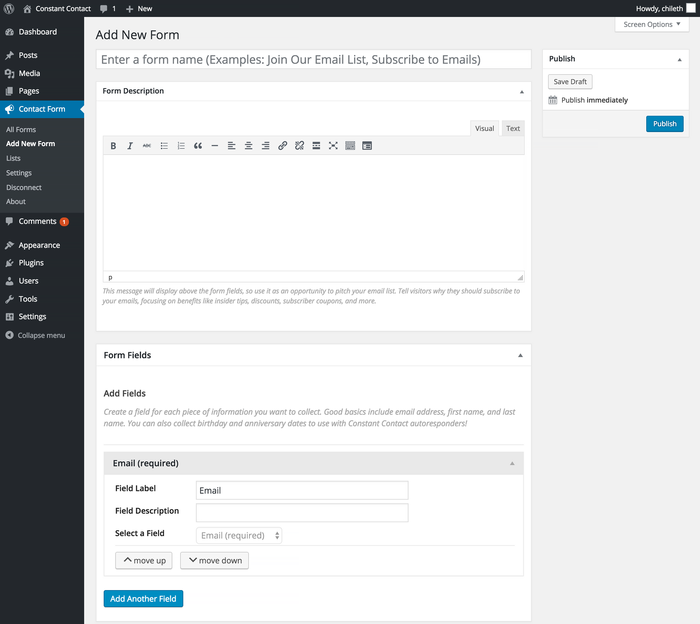 Constant Contact 1 + New Howdy, chileth
Screen Options
Dashboard
Posts
Media
Pages
Contact Form
All Forms
Add New Form
Lists
Settings
Disconnect
About
Comments 1
Appearance
Plugins
Users
Tools
Settings
Collapse menu
Add New Form
Enter a form name (Examples: Join Our Email List, Subscribe to Emails)
Form Description
Visual Text
B I ABC
p
This message will display above the form fields, so use it as an opportunity to pitch your email list. Tell visitors why they should subscribe to
your emails, focusing on benefits like insider tips, discounts, subscriber coupons, and more.
Form Fields
Add Fields
Create a field for each piece of information you want to collect. Good basics include email address, first name, and last
name. You can also collect birthday and anniversary dates to use with Constant Contact autoresponders!
Email (required)
Field Label Email
Field Description
Select a Field Email (required)
move up move down
Add Another Field
Publish
Save Draft
Publish immediately
Publish